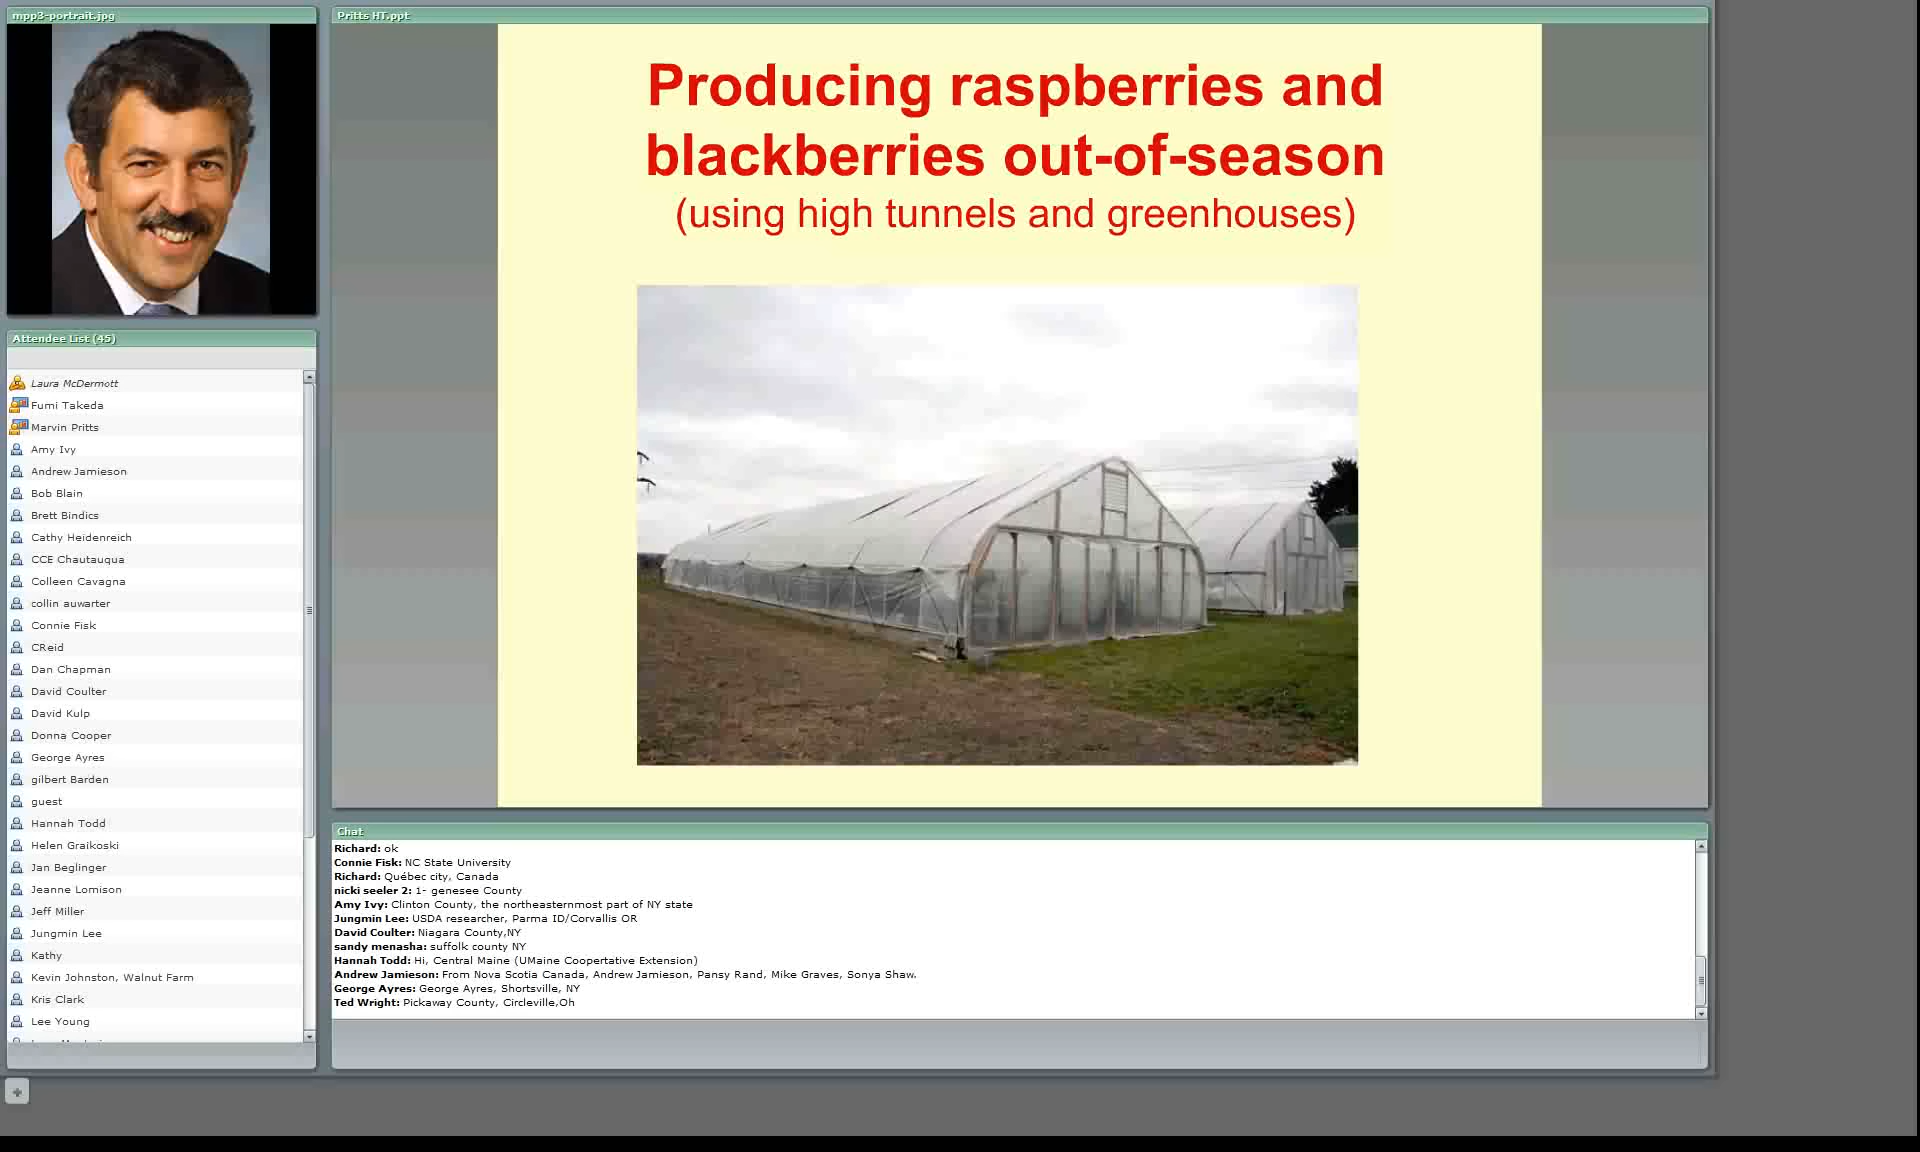 mpp3-portrait.jpg
Attendee List (45)
Laura McDermott
Fumi Takeda
Marvin Pritts
Amy Ivy
Andrew Jamieson
Bob Blain
Brett Bindics
Cathy Heidenreich
CCE Chautauqua
Colleen Cavagna
collin auwarter
Connie Fisk
CReid
Dan Chapman
David Coulter
David Kulp
Donna Cooper
George Ayres
gilbert Barden
guest
Hannah Todd
Helen Graikoski
Jan Beglinger
Jeanne Lomison
Jeff Miller
Jungmin Lee
Kathy
Kevin Johnston, Walnut Farm
Kris Clark
Lee Young
Pritts HT.ppt
Producing raspberries and
blackberries out-of-season
(using high tunnels and greenhouses)
Chat
Richard: ok
Connie Fisk: NC State University
Richard: Québec city, Canada
nicki seeler 2: 1- genesee County
Amy Ivy: Clinton County, the northeasternmost part of NY state
Jungmin Lee: USDA researcher, Parma ID/Corvallis OR
David Coulter: Niagara County,NY
sandy menasha: suffolk county NY
Hannah Todd: Hi, Central Maine (UMaine Coopertative Extension)
Andrew Jamieson: From Nova Scotia Canada, Andrew Jamieson, Pansy Rand, Mike Graves, Sonya Shaw.
George Ayres: George Ayres, Shortsville, NY
Ted Wright: Pickaway County, Circleville,Oh